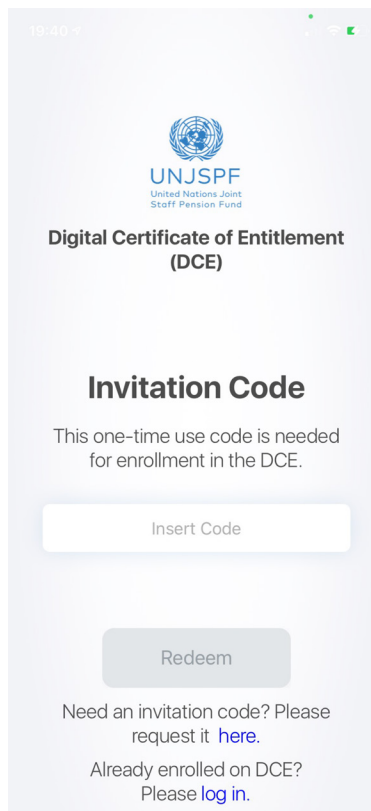 19:40
UNJSPF
United Nations Joint
Staff Pension Fund
Digital Certificate of Entitlement
(DCE)
Invitation Code
This one-time use code is needed
for enrollment in the DCE.
Insert Code
Redeem
Need an invitation code? Please
request it here.
Already enrolled on DCE?
Please log in.